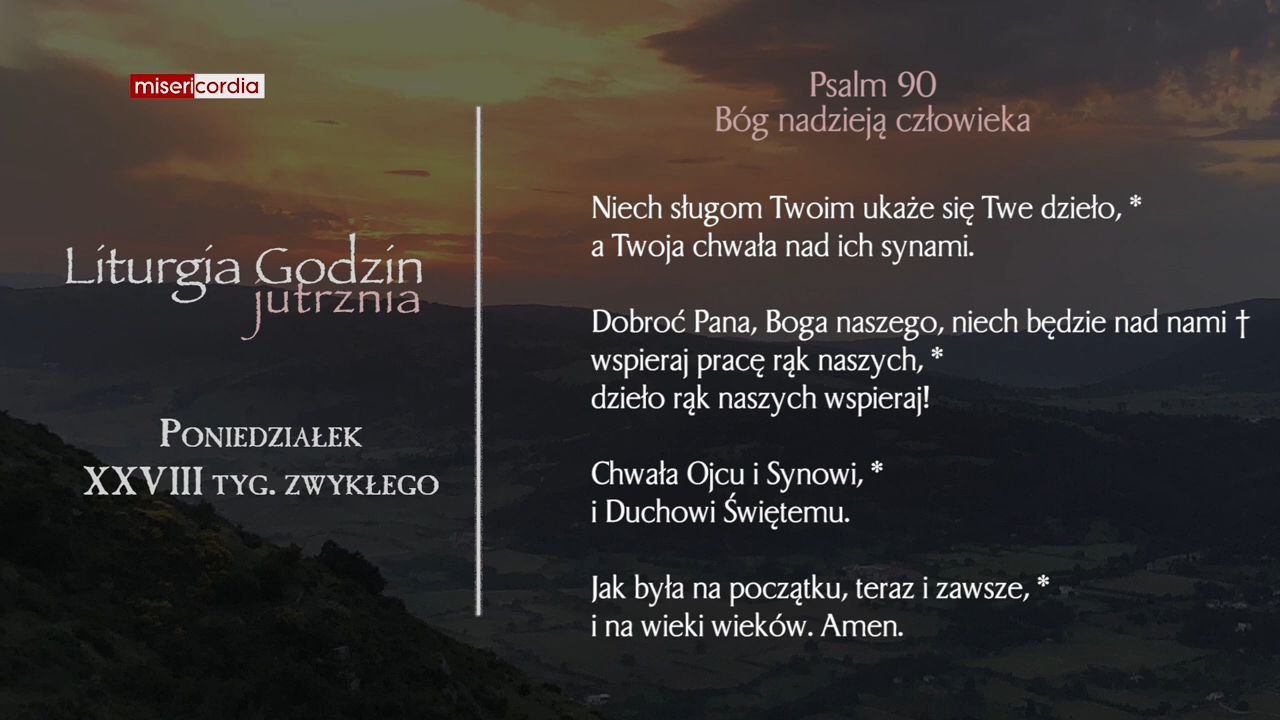 misericordia
Liturgia Godzin
jutrznia
Poniedziałek
XXVIII tyg. zwykłego
Psalm 90
Bóg nadzieją człowieka
Niech sługom Twoim ukaże się Twe dzieło, *
a Twoja chwała nad ich synami.
Dobroć Pana, Boga naszego, niech będzie nad nami †
wspieraj pracę rąk naszych, *
dzieło rąk naszych wspieraj!
Chwała Ojcu i Synowi, *
i Duchowi Świętemu.
Jak była na początku, teraz i zawsze, *
i na wieki wieków. Amen.